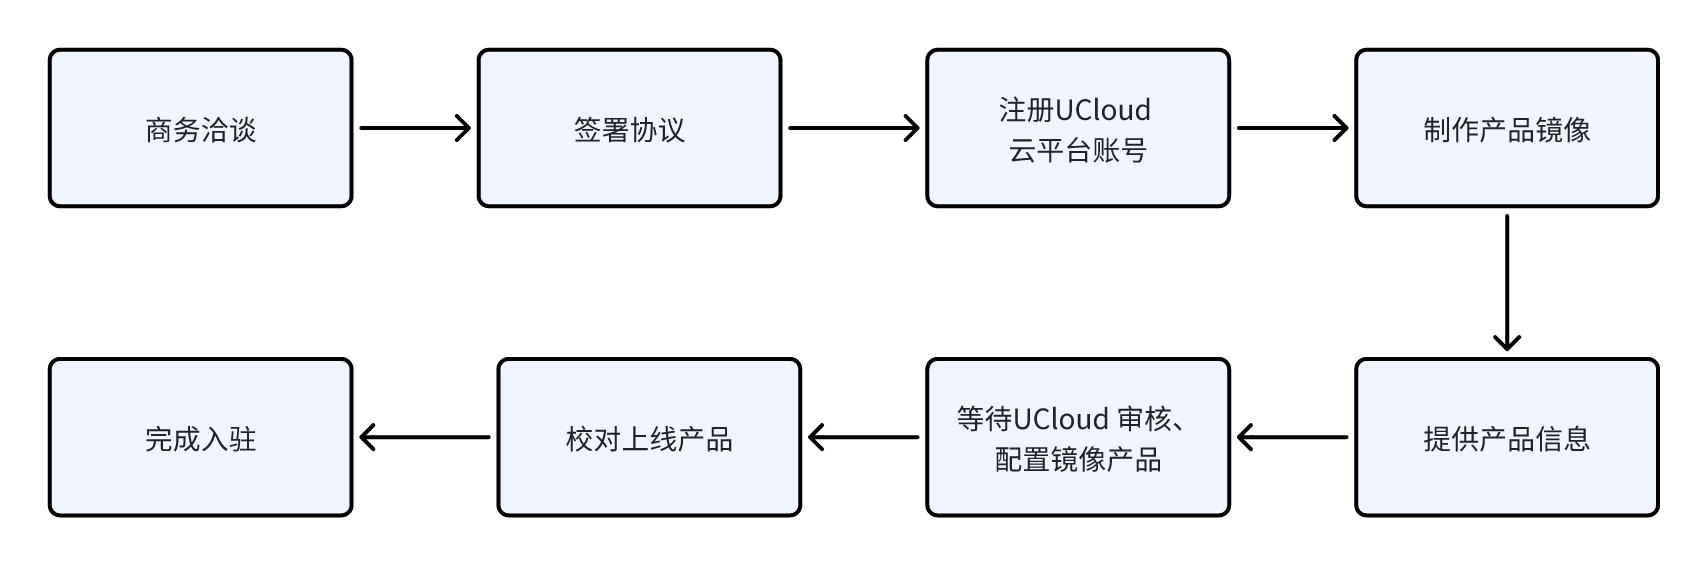 商务洽谈
签署协议
注册UCloud
云平台账号
制作产品镜像
提供产品信息
等待UCloud 审核、
配置镜像产品
校对上线产品
完成入驻